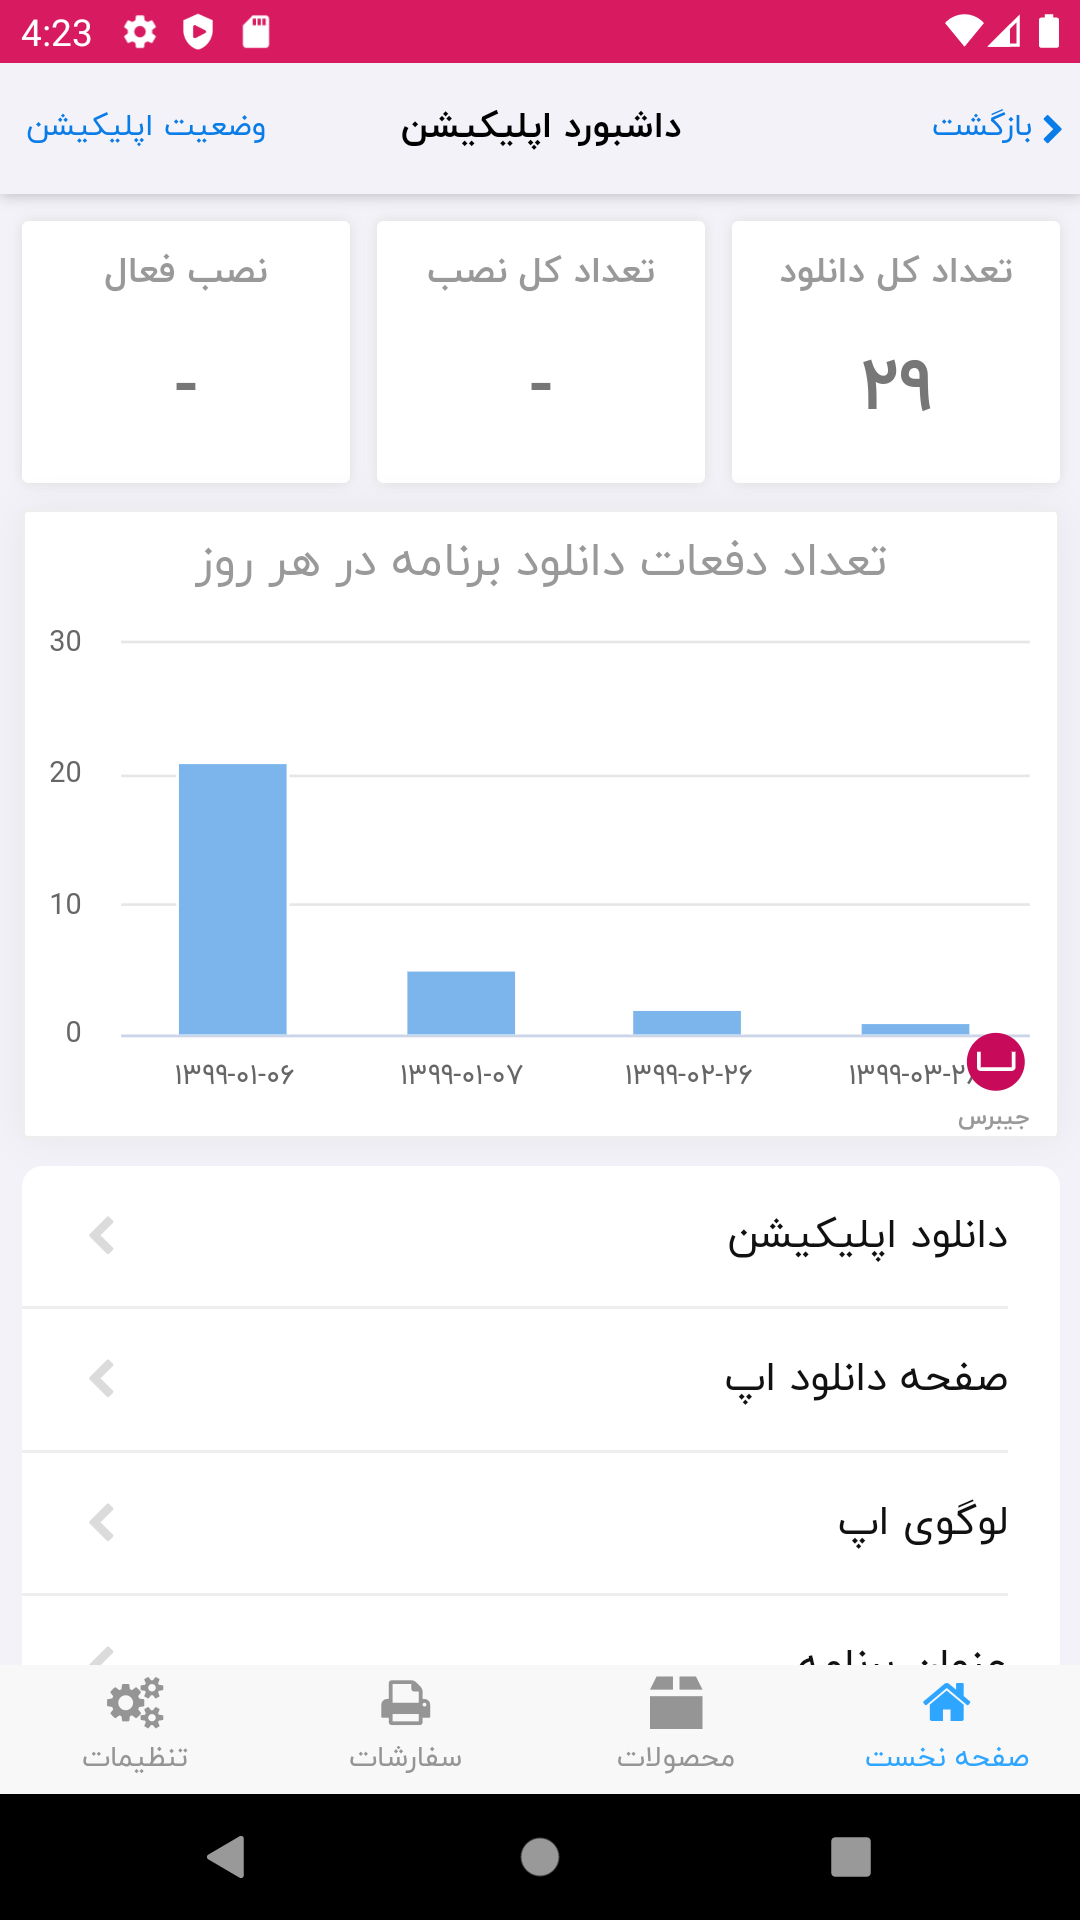 4:23
بازگشت
داشبورد اپلیکیشن
وضعیت اپلیکیشن
تعداد کل دانلود
تعداد کل نصب
نصب فعال
۲۹
-
-
تعداد دفعات دانلود برنامه در هر روز
30
20
10
0
۱۳۹۹-۰۱-۰۶
۱۳۹۹-۰۱-۰۷
۱۳۹۹-۰۲-۲۶
۱۳۹۹-۰۳-۲
جیبرس
دانلود اپلیکیشن
صفحه دانلود اپ
لوگوی اپ
عنوان برنامه
صفحه نخست
محصولات
سفارشات
تنظیمات